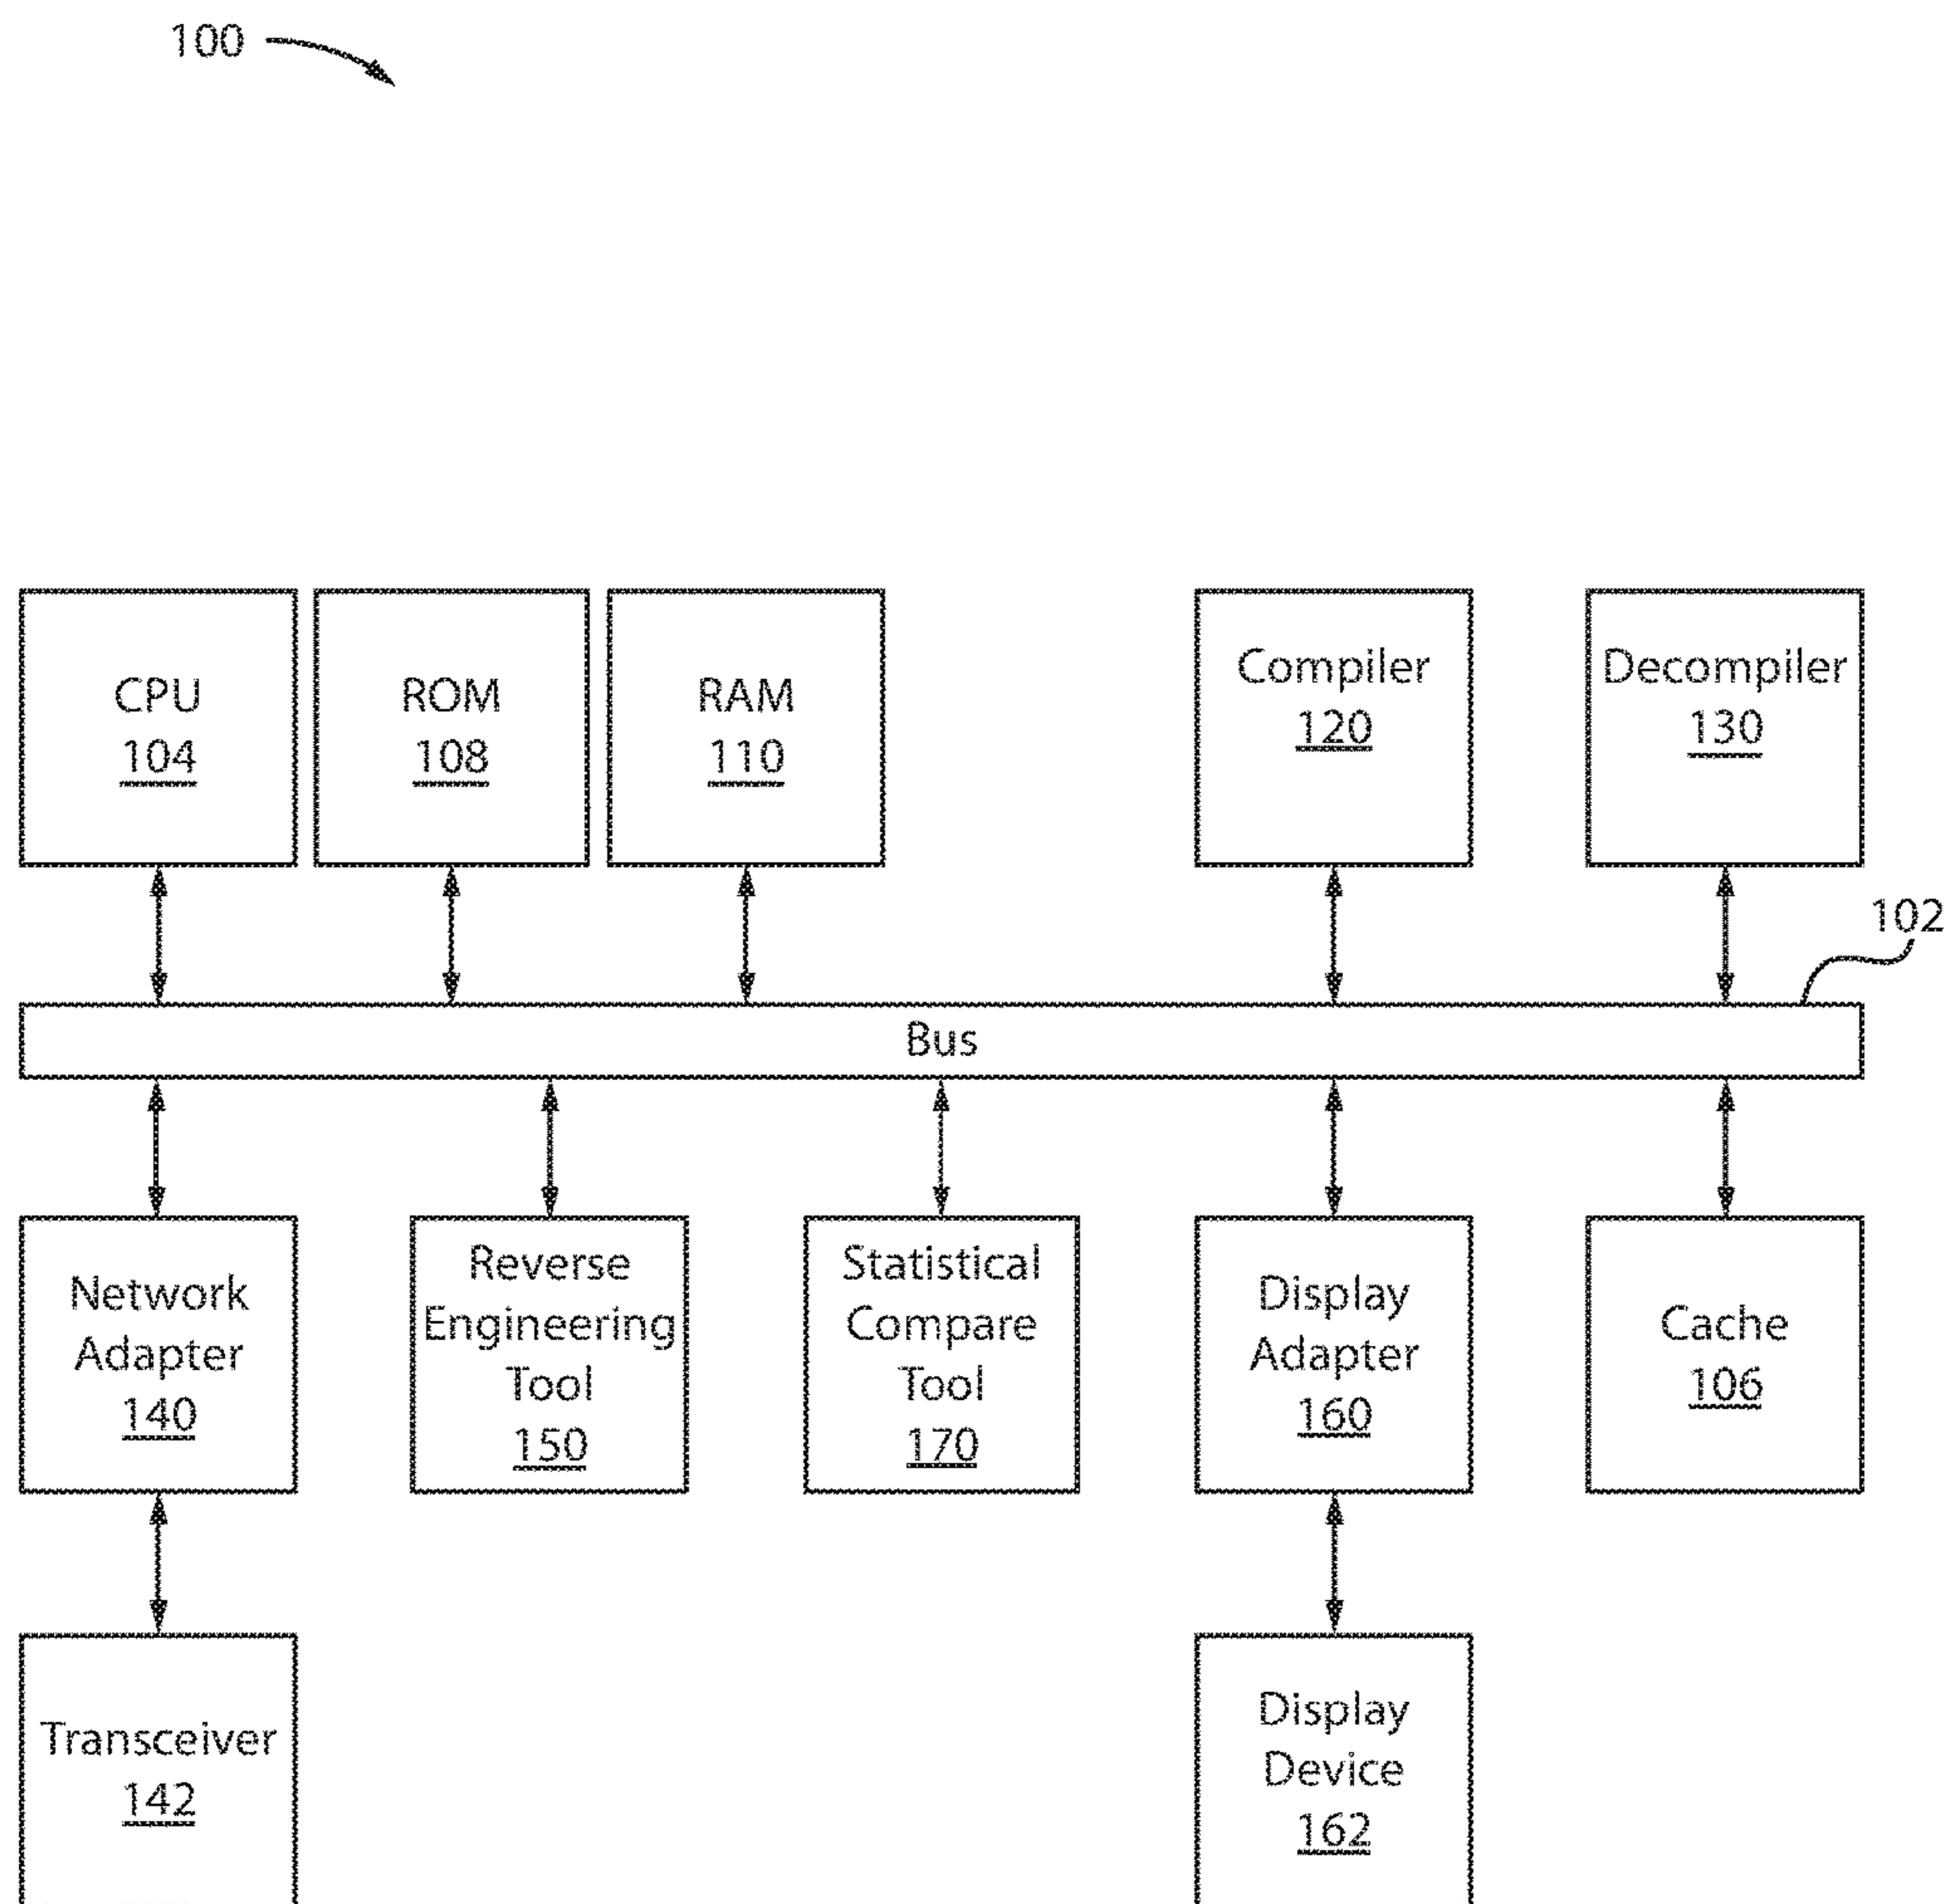 100
CPU
104
ROM
108
RAM
110
Compiler
120
Decompiler
130
102
Bus
Network
Adapter
140
Reverse
Engineering
Tool
150
Statistical
Compare
Tool
170
Display
Adapter
160
Cache
106
Transceiver
142
Display
Device
162